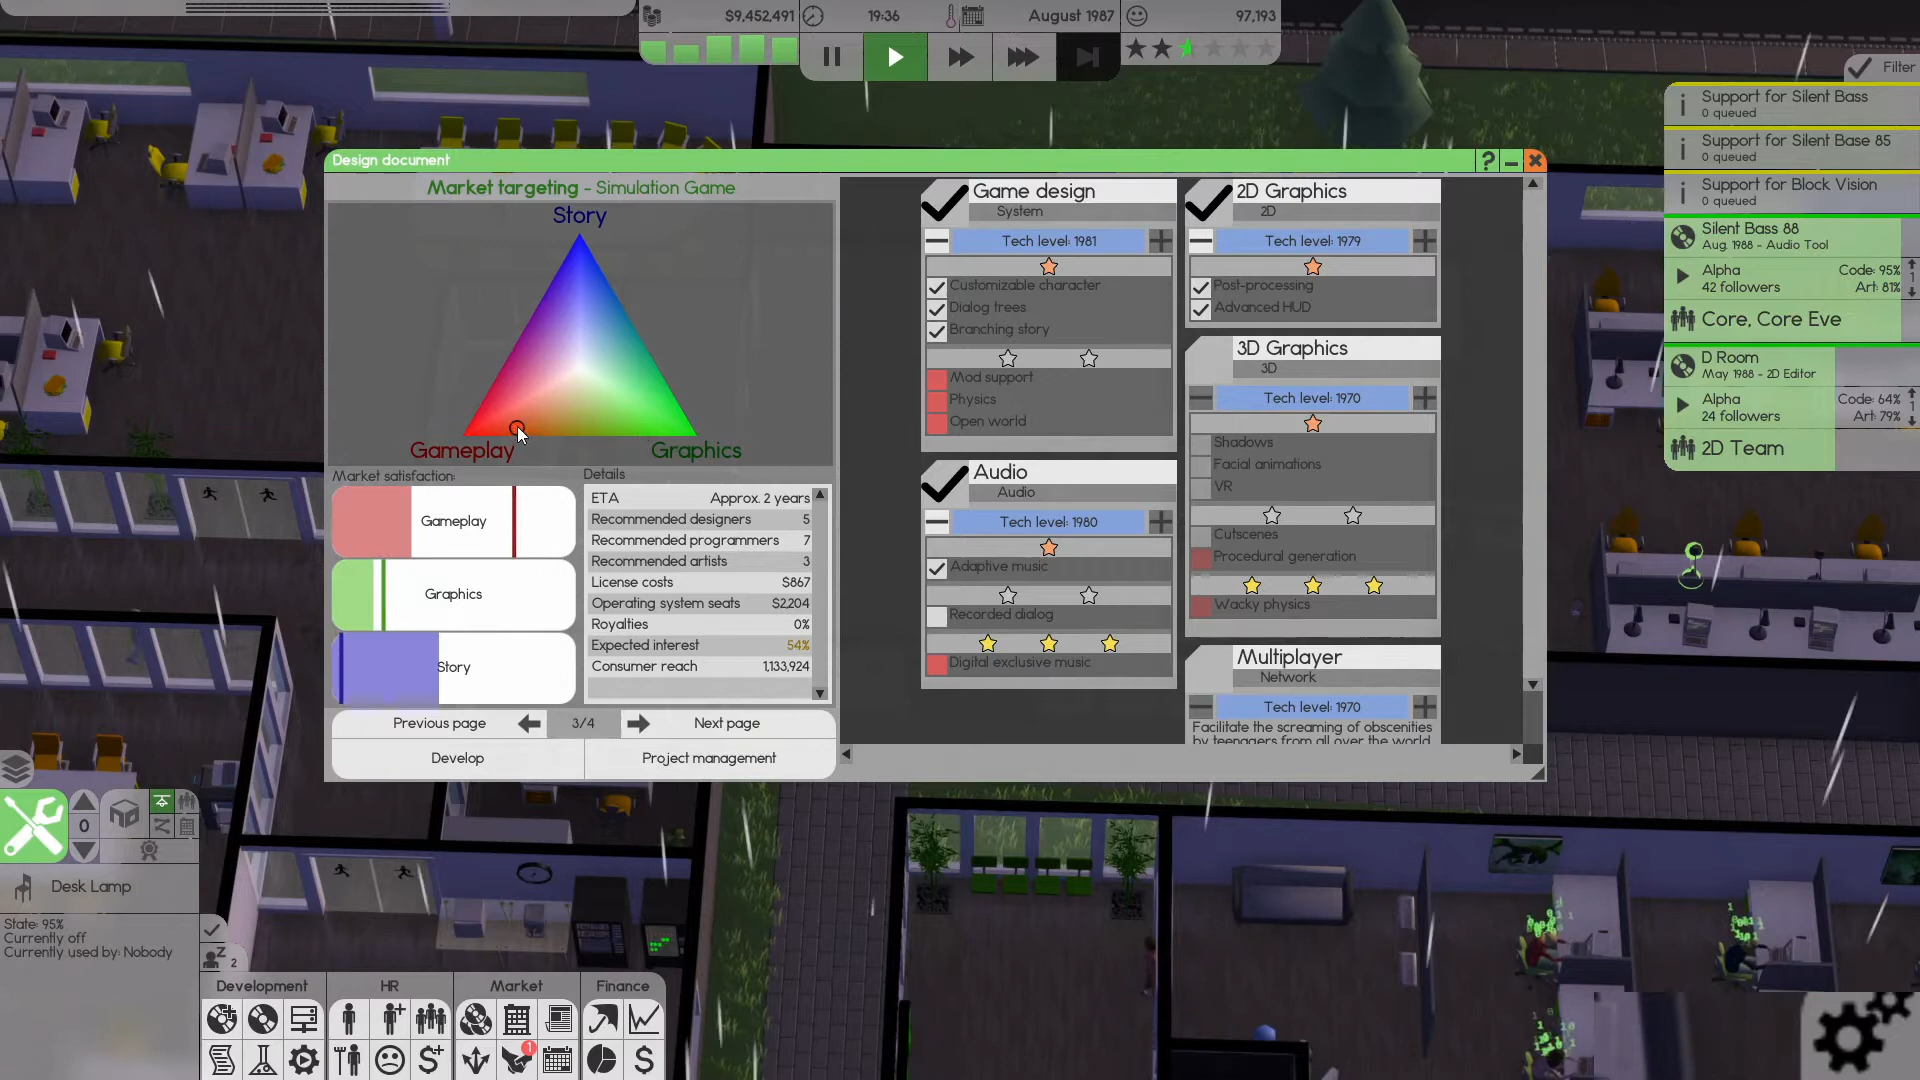 $9,452,491
19:36
August 1987
97,193
Filter
Support for Silent Bass
0 queued
Support for Silent Base 85
0 queued
Support for Block Vision
0 queued
Silent Bass 88
Aug. 1988 - Audio Tool
Alpha Code: 95%
42 followers Art: 81%
1
Core, Core Eve
D Room
May 1988 - 2D Editor
Alpha Code: 64%
24 followers Art: 79%
1
2D Team
Design document
?
Market targeting - Simulation Game
Story
Gameplay
Graphics
Market satisfaction:
Gameplay
Graphics
Story
Details
ETA Approx. 2 years
Recommended designers 5
Recommended programmers 7
Recommended artists 3
License costs $867
Operating system seats $2,204
Royalties 0%
Expected interest 54%
Consumer reach 1,133,924
Previous page 3/4 Next page
Develop Project management
Game design
System
Tech level: 1981
Customizable character
Dialog trees
Branching story
Mod support
Physics
Open world
Audio
Audio
Tech level: 1980
Adaptive music
Recorded dialog
Digital exclusive music
2D Graphics
2D
Tech level: 1979
Post-processing
Advanced HUD
3D Graphics
3D
Tech level: 1970
Shadows
Facial animations
VR
Cutscenes
Procedural generation
Wacky physics
Multiplayer
Network
Tech level: 1970
Facilitate the screaming of obscenities
by teenagers from all over the world
0
Desk Lamp
State: 95%
Currently off
Currently used by: Nobody
2
Development HR Market Finance
1